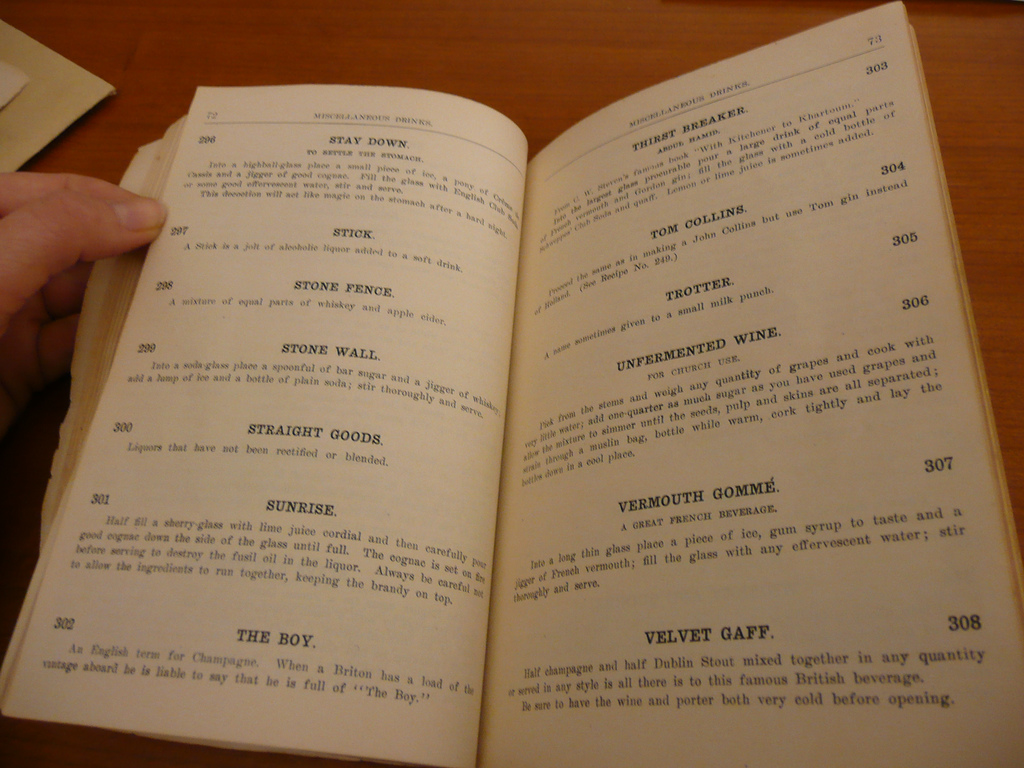 72
MISCELLANEOUS DRINKS.
296
STAY DOWN.
TO SETTLE THE STOMACH.
Into a highball-glass place a small piece of ice, a pony of Crême
Cassis and a jigger of good cognac. Fill the glass with English Club
or some good effervescent water, stir and serve.
This decoction will act like magic on the stomach after a hard night.
297
STICK.
A Stick is a jolt of alcoholic liquor added to a soft drink.
298
STONE FENCE.
A mixture of equal parts of whiskey and apple cider.
299
STONE WALL.
Into a soda-glass place a spoonful of bar sugar and a jigger of whiskey,
add a lump of ice and a bottle of plain soda; stir thoroughly and serve.
300
STRAIGHT GOODS.
Liquors that have not been rectified or blended.
301
SUNRISE.
Half fill a sherry-glass with lime juice cordial and then carefully pour
good cognac down the side of the glass until full. The cognac is set on fire
before serving to destroy the fusil oil in the liquor. Always be careful not
to allow the ingredients to run together, keeping the brandy on top.
302
THE BOY.
An English term for Champagne. When a Briton has a load of the
vintage aboard he is liable to say that he is full of "The Boy."
73
MISCELLANEOUS DRINKS.
303
THIRST BREAKER.
ABDUL HAMID.
From G. W. Steven's famous book "With Kitchener to Khartoum."
Into the largest glass procurable pour a large drink of equal parts
of French vermouth and Gordon gin; fill the glass with a cold bottle of
Schweppes' Club Soda and quaff. Lemon or lime juice is sometimes added.
304
TOM COLLINS.
Proceed the same as in making a John Collins but use Tom gin instead
of Holland. (See Recipe No. 249.)
305
TROTTER.
A name sometimes given to a small milk punch.
306
UNFERMENTED WINE.
FOR CHURCH USE.
Pick from the stems and weigh any quantity of grapes and cook with
very little water; add one-quarter as much sugar as you have used grapes and
allow the mixture to simmer until the seeds, pulp and skins are all separated;
strain through a muslin bag, bottle while warm, cork tightly and lay the
bottles down in a cool place.
307
VERMOUTH GOMMÉ.
A GREAT FRENCH BEVERAGE.
Into a long thin glass place a piece of ice, gum syrup to taste and a
jigger of French vermouth; fill the glass with any effervescent water; stir
thoroughly and serve.
308
VELVET GAFF.
Half champagne and half Dublin Stout mixed together in any quantity
or served in any style is all there is to this famous British beverage.
Be sure to have the wine and porter both very cold before opening.